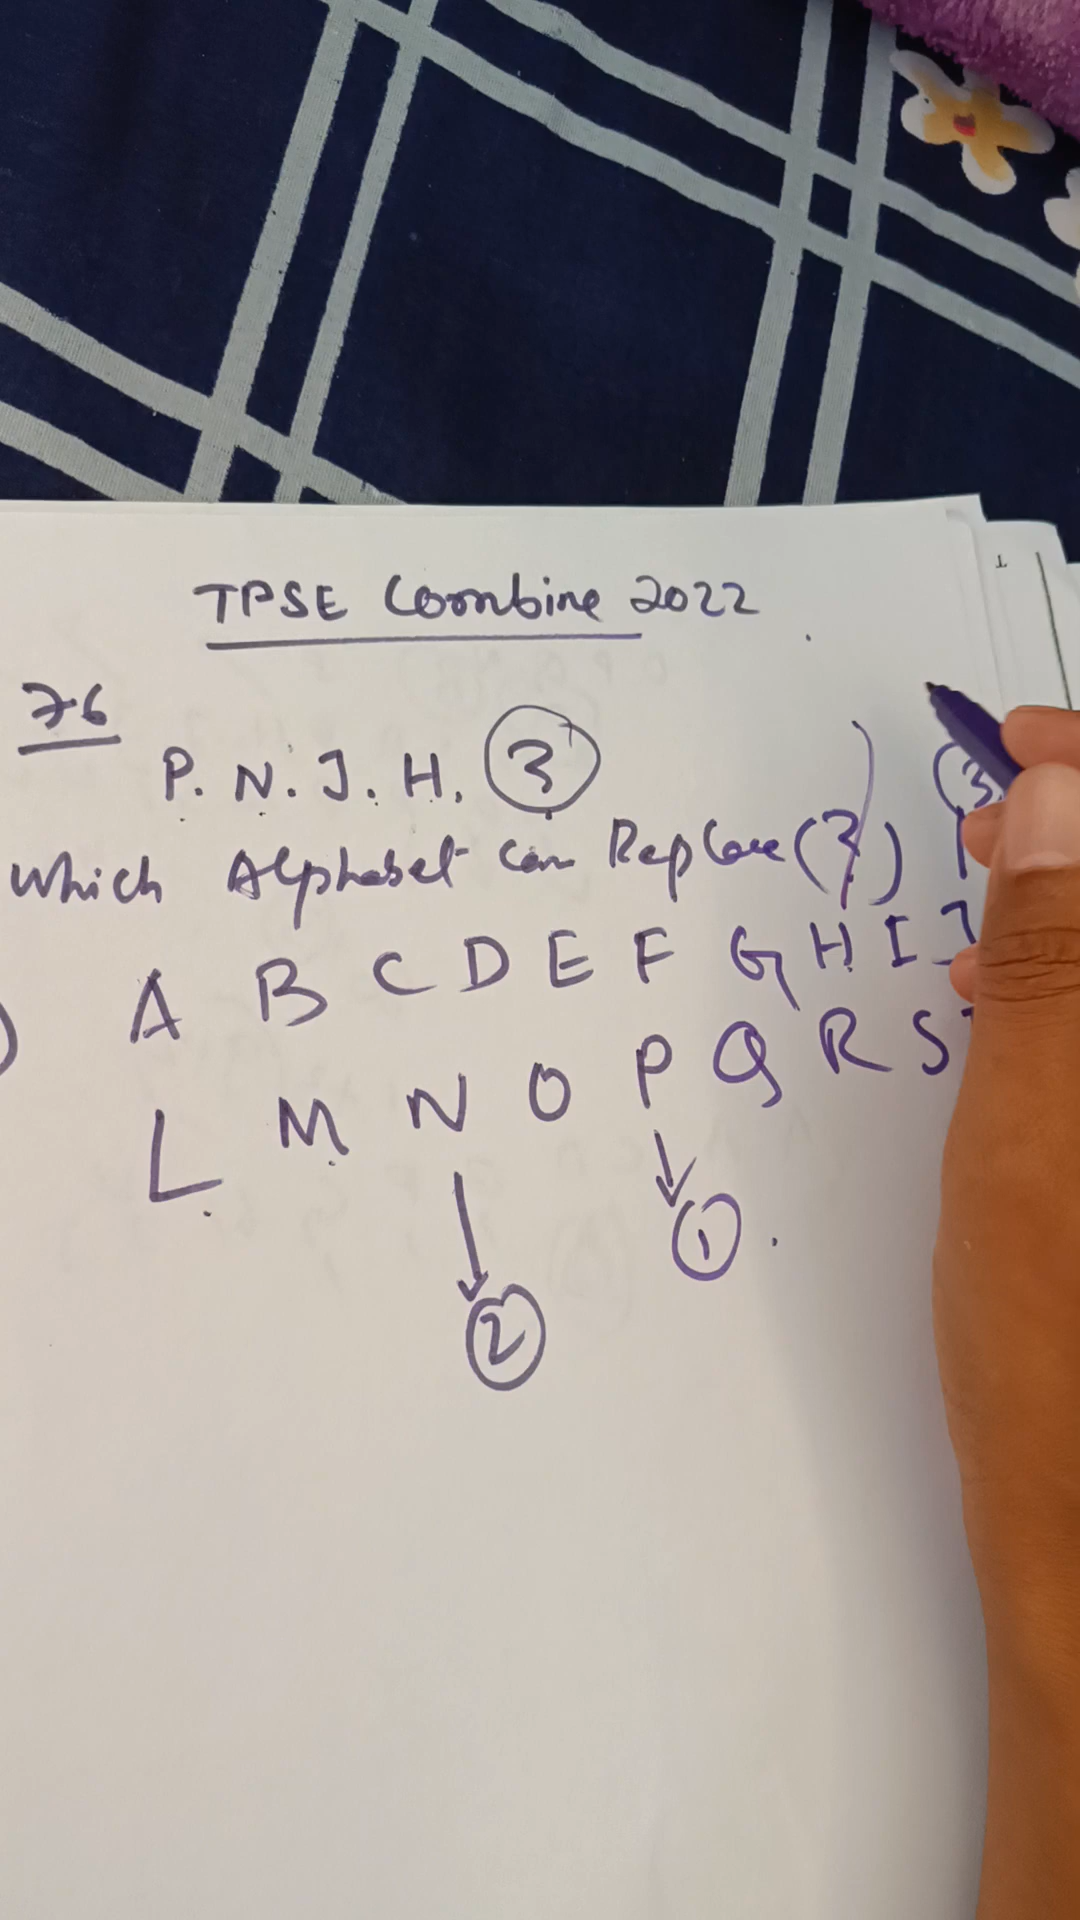 TPSE Combine 2022
76
P. N. J. H. ?
Which Alphabet can Replace (?)
A B C D E F G H I J
L M N O P Q R S
1
2